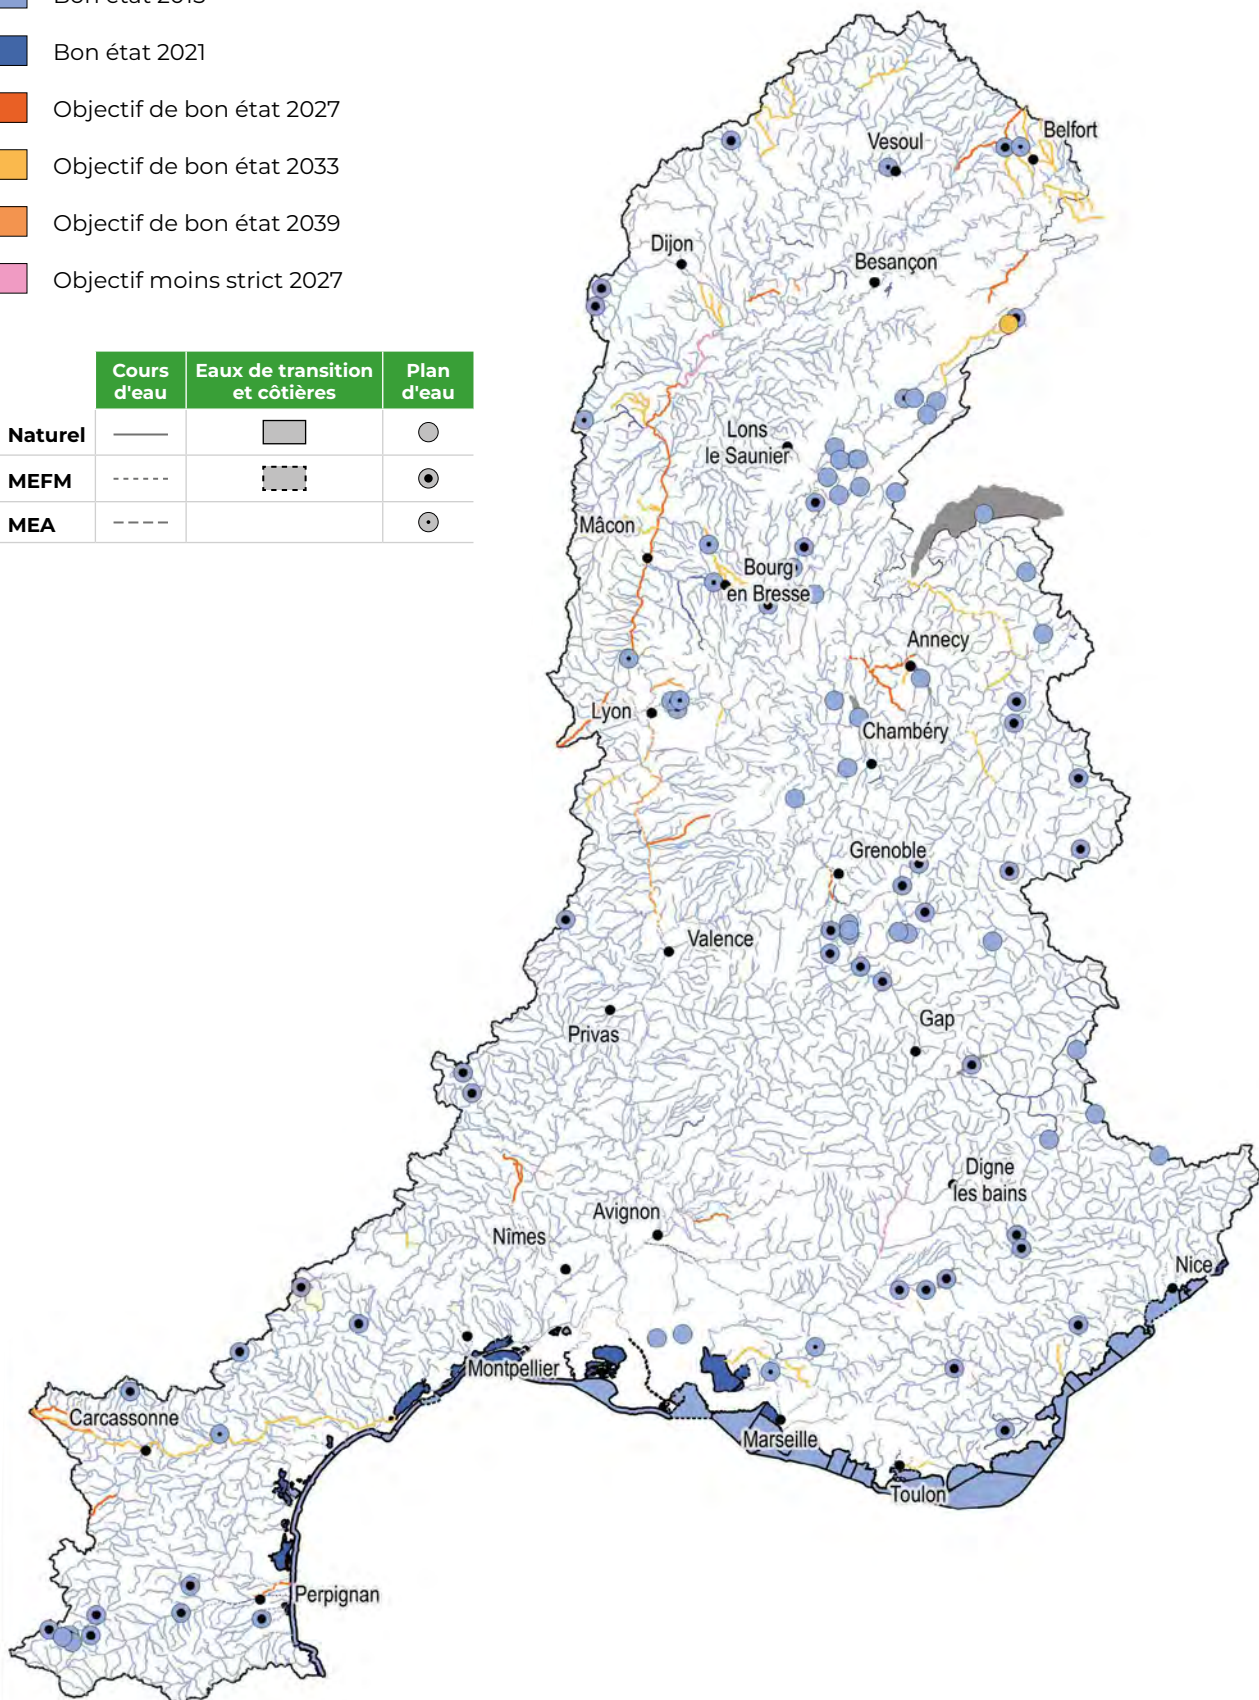 Bon état 2015
Bon état 2021
Objectif de bon état 2027
Objectif de bon état 2033
Objectif de bon état 2039
Objectif moins strict 2027
Cours d'eau
Eaux de transition et côtières
Plan d'eau
Naturel
MEFM
MEA
Belfort
Vesoul
Dijon
Besançon
Lons
le Saunier
Mâcon
Bourg
en Bresse
Annecy
Lyon
Chambéry
Grenoble
Valence
Privas
Gap
Digne
les bains
Avignon
Nîmes
Nice
Montpellier
Carcassonne
Marseille
Toulon
Perpignan